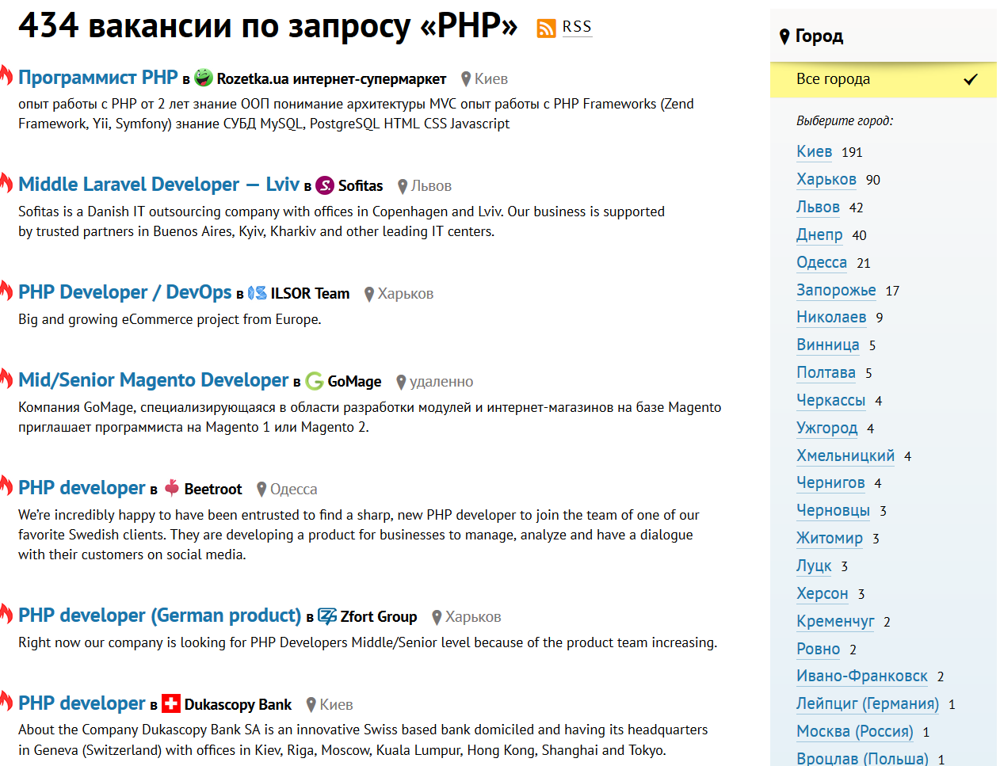 434 вакансии по запросу «PHP» RSS
Программист PHP в Rozetka.ua интернет-супермаркет Киев
опыт работы с PHP от 2 лет знание ООП понимание архитектуры MVC опыт работы с PHP Frameworks (Zend
Framework, Yii, Symfony) знание СУБД MySQL, PostgreSQL HTML CSS Javascript
Middle Laravel Developer — Lviv в Sofitas Львов
Sofitas is a Danish IT outsourcing company with offices in Copenhagen and Lviv. Our business is supported
by trusted partners in Buenos Aires, Kyiv, Kharkiv and other leading IT centers.
PHP Developer / DevOps в ILSOR Team Харьков
Big and growing eCommerce project from Europe.
Mid/Senior Magento Developer в GoMage удаленно
Компания GoMage, специализирующаяся в области разработки модулей и интернет-магазинов на базе Magento
приглашает программиста на Magento 1 или Magento 2.
PHP developer в Beetroot Одесса
We’re incredibly happy to have been entrusted to find a sharp, new PHP developer to join the team of one of our
favorite Swedish clients. They are developing a product for businesses to manage, analyze and have a dialogue
with their customers on social media.
PHP developer (German product) в Zfort Group Харьков
Right now our company is looking for PHP Developers Middle/Senior level because of the product team increasing.
PHP developer в Dukascopy Bank Киев
About the Company Dukascopy Bank SA is an innovative Swiss based bank domiciled and having its headquarters
in Geneva (Switzerland) with offices in Kiev, Riga, Moscow, Kuala Lumpur, Hong Kong, Shanghai and Tokyo.
Город
Все города
Выберите город:
Киев 191
Харьков 90
Львов 42
Днепр 40
Одесса 21
Запорожье 17
Николаев 9
Винница 5
Полтава 5
Черкассы 4
Ужгород 4
Хмельницкий 4
Чернигов 4
Черновцы 3
Житомир 3
Луцк 3
Херсон 3
Кременчуг 2
Ровно 2
Ивано-Франковск 2
Лейпциг (Германия) 1
Москва (Россия) 1
Вроцлав (Польша) 1